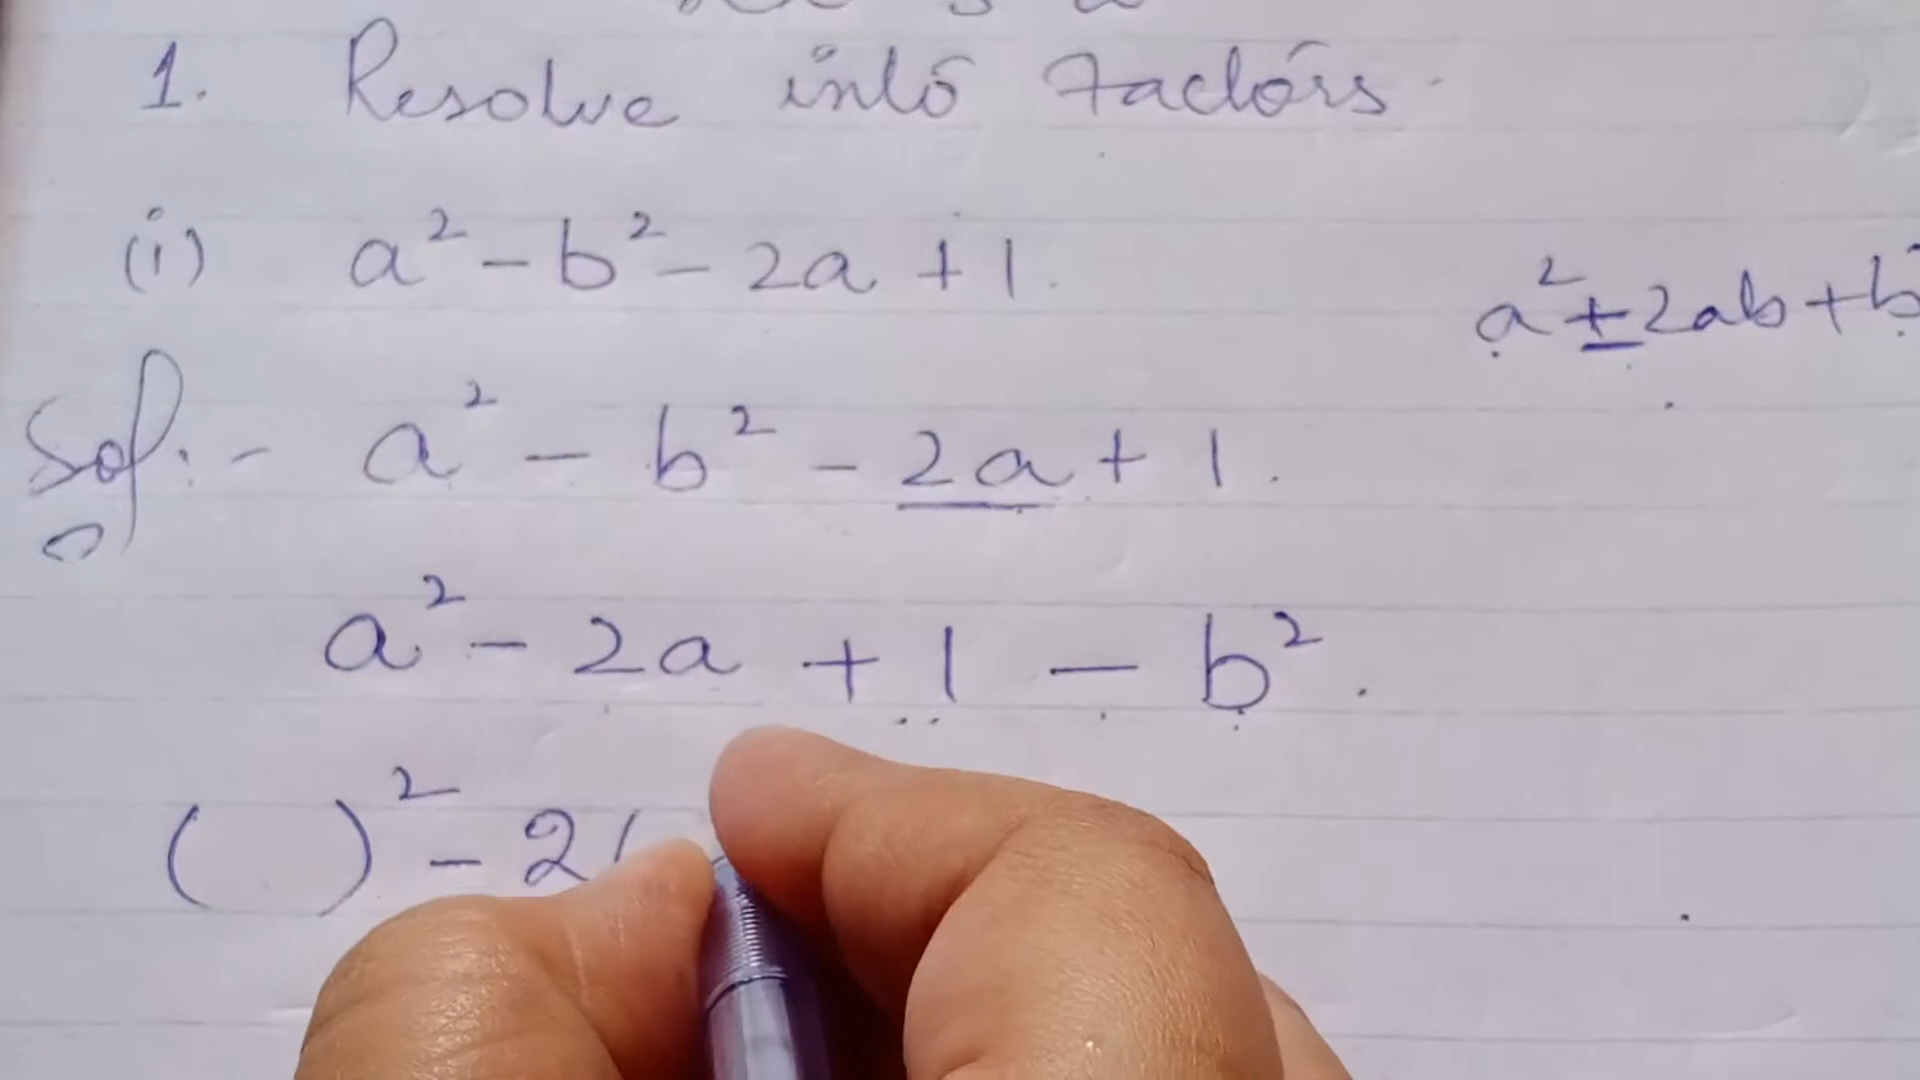 1. Resolve into Factors.
(i) a² - b² - 2a + 1.
a² ± 2ab + b
Sol:- a² - b² - 2a + 1.
a² - 2a + 1 - b².
( )² - 2(